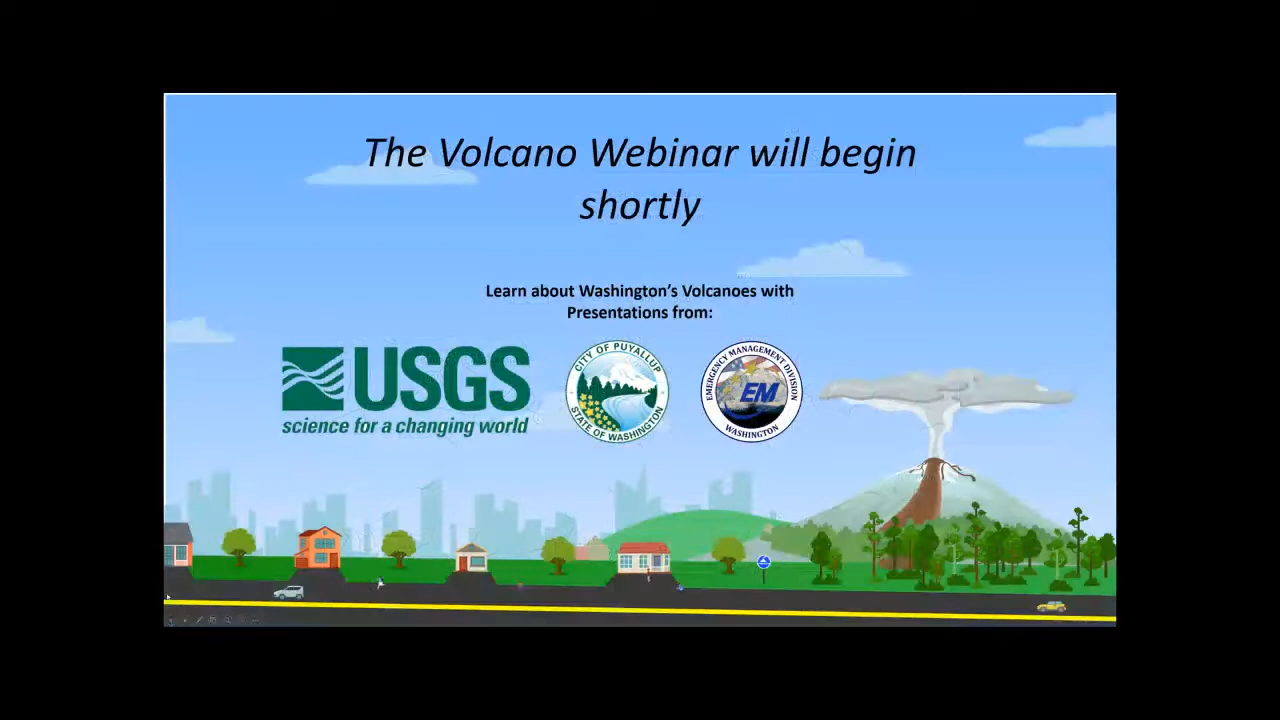 The Volcano Webinar will begin
shortly
Learn about Washington's Volcanoes with
Presentations from:
USGS
science for a changing world
CITY OF PUYALLUP
STATE OF WASHINGTON
EMERGENCY MANAGEMENT DIVISION
EM
WASHINGTON